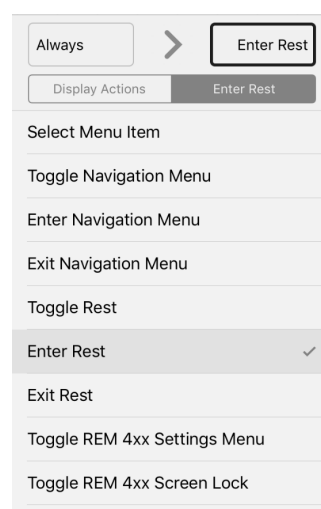 Always
Enter Rest
Display Actions
Enter Rest
Select Menu Item
Toggle Navigation Menu
Enter Navigation Menu
Exit Navigation Menu
Toggle Rest
Enter Rest
Exit Rest
Toggle REM 4xx Settings Menu
Toggle REM 4xx Screen Lock